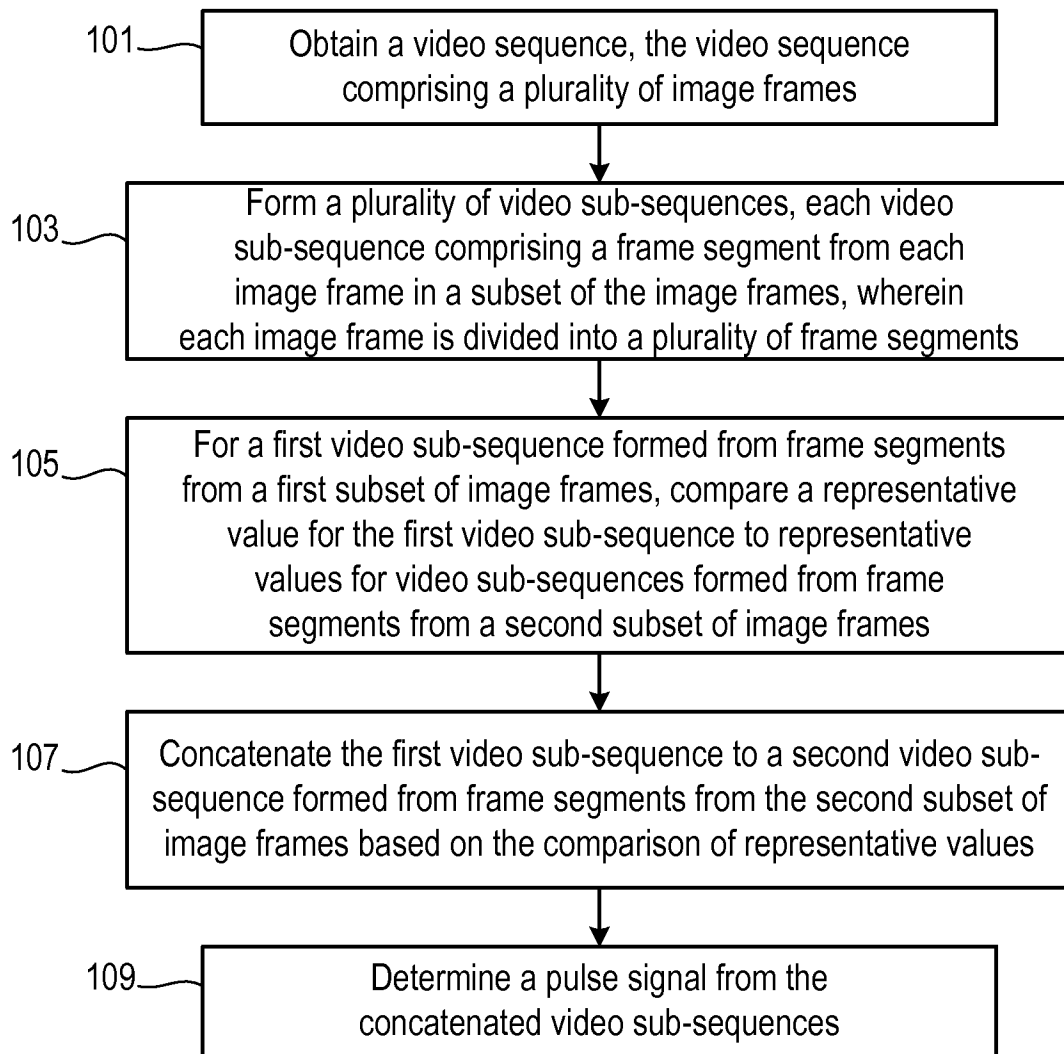 101
Obtain a video sequence, the video sequence
comprising a plurality of image frames
103
Form a plurality of video sub-sequences, each video
sub-sequence comprising a frame segment from each
image frame in a subset of the image frames, wherein
each image frame is divided into a plurality of frame segments
105
For a first video sub-sequence formed from frame segments
from a first subset of image frames, compare a representative
value for the first video sub-sequence to representative
values for video sub-sequences formed from frame
segments from a second subset of image frames
107
Concatenate the first video sub-sequence to a second video sub-
sequence formed from frame segments from the second subset of
image frames based on the comparison of representative values
109
Determine a pulse signal from the
concatenated video sub-sequences